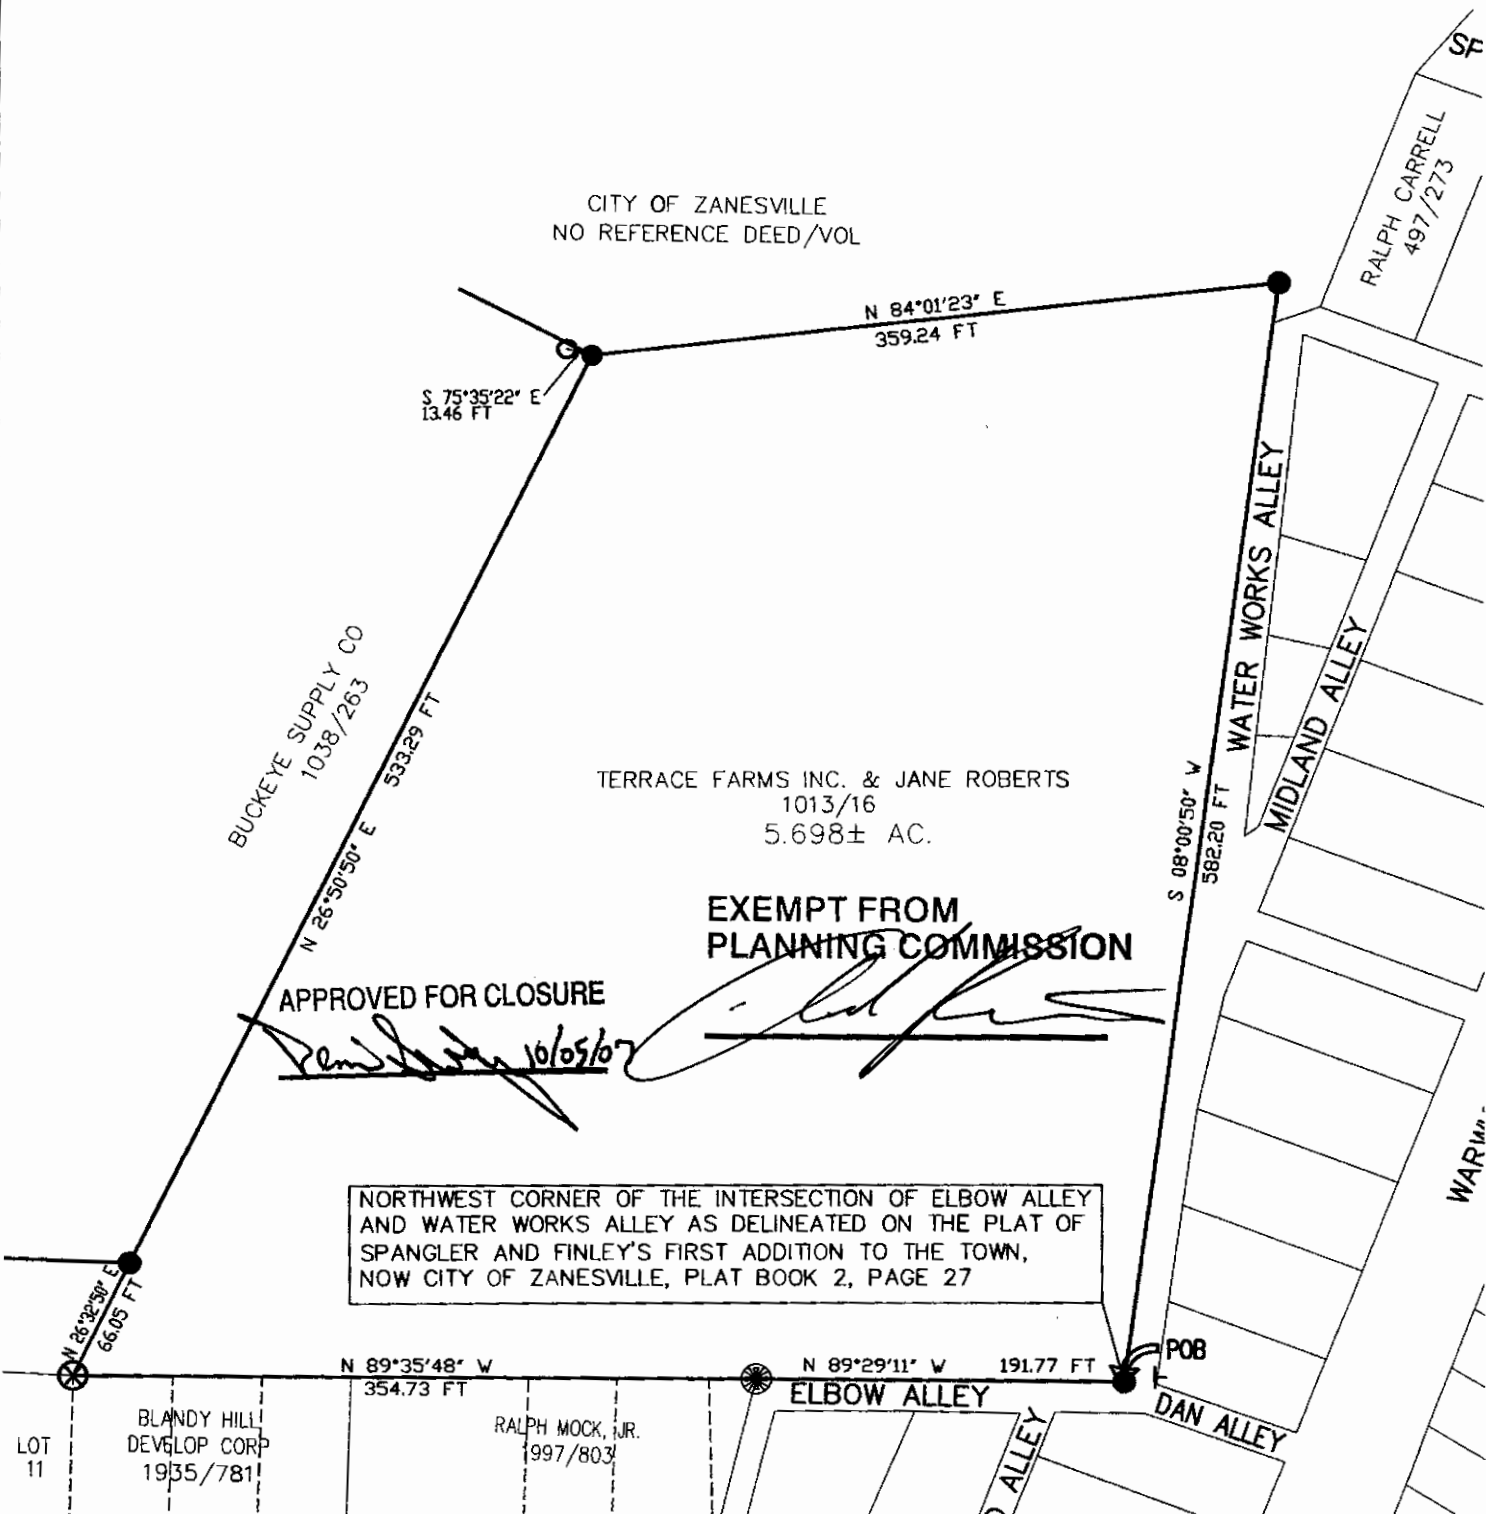 SP
RALPH CARRELL
497/273
CITY OF ZANESVILLE
NO REFERENCE DEED/VOL
N 84°01'23" E
359.24 FT
S 75°35'22" E
13.46 FT
WATER WORKS ALLEY
MIDLAND ALLEY
BUCKEYE SUPPLY CO
1038/263
533.29 FT
N 26°50'50" E
TERRACE FARMS INC. & JANE ROBERTS
1013/16
5.698± AC.
S 08°00'50" W
582.20 FT
EXEMPT FROM
PLANNING COMMISSION
APPROVED FOR CLOSURE
10/05/07
NORTHWEST CORNER OF THE INTERSECTION OF ELBOW ALLEY
AND WATER WORKS ALLEY AS DELINEATED ON THE PLAT OF
SPANGLER AND FINLEY'S FIRST ADDITION TO THE TOWN,
NOW CITY OF ZANESVILLE, PLAT BOOK 2, PAGE 27
N 26°32'50" E
66.05 FT
N 89°35'48" W
354.73 FT
N 89°29'11" W 191.77 FT
POB
ELBOW ALLEY
DAN ALLEY
ALLEY
LOT
11
BLANDY HILL
DEVELOP CORP
1935/781
RALPH MOCK, JR.
997/803